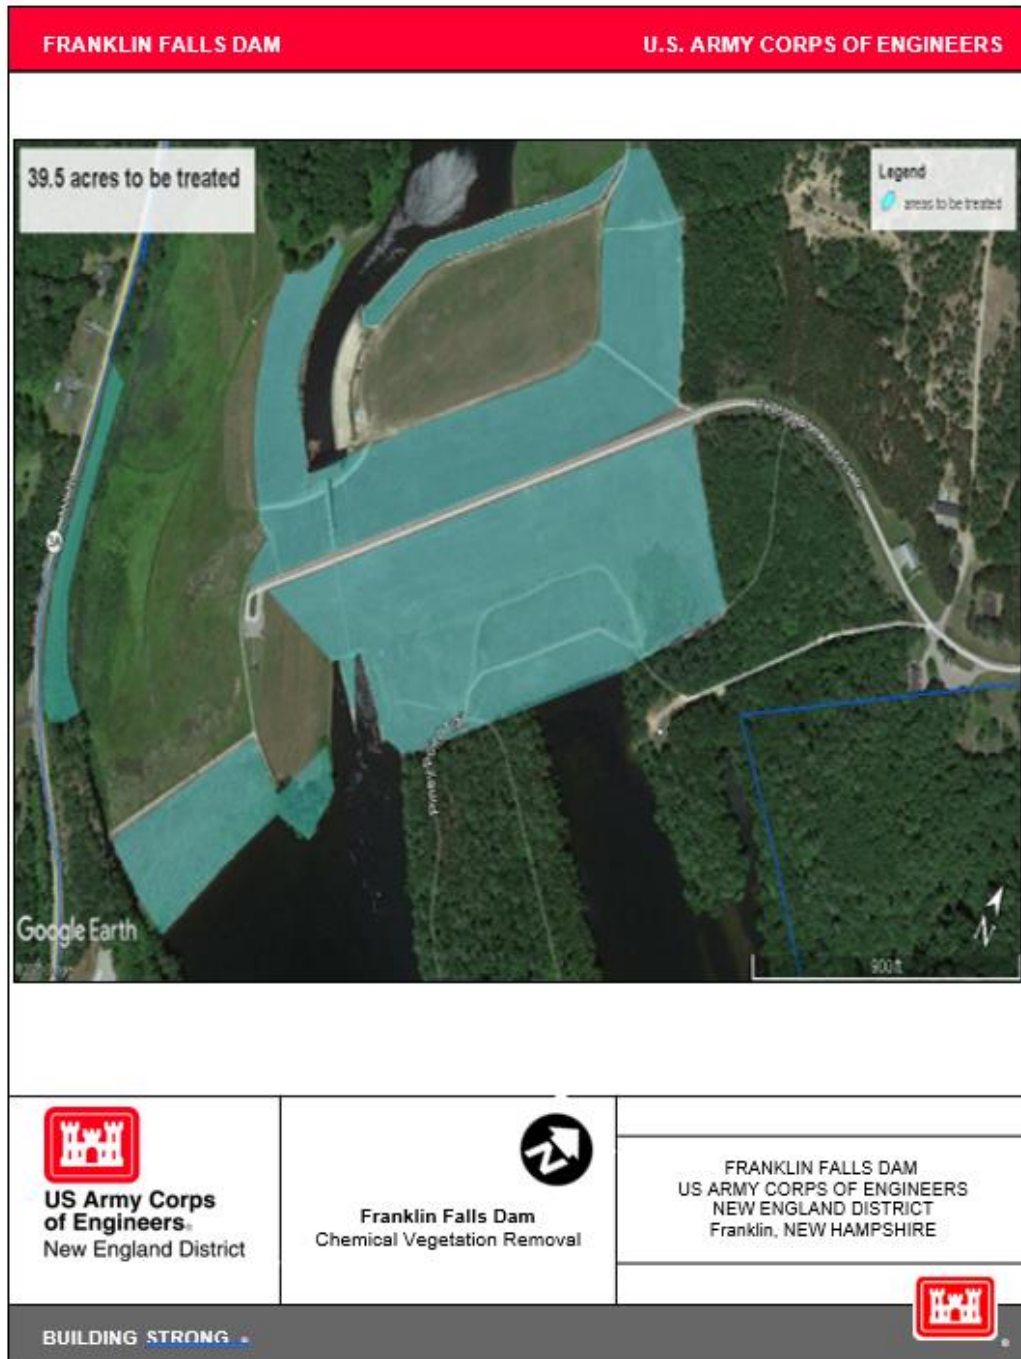 FRANKLIN FALLS DAM
U.S. ARMY CORPS OF ENGINEERS
39.5 acres to be treated
Legend
areas to be treated
3A
Google Earth
N
900 ft
US Army Corps
of Engineers®
New England District
N
Franklin Falls Dam
Chemical Vegetation Removal
FRANKLIN FALLS DAM
US ARMY CORPS OF ENGINEERS
NEW ENGLAND DISTRICT
Franklin, NEW HAMPSHIRE
BUILDING STRONG ®
®